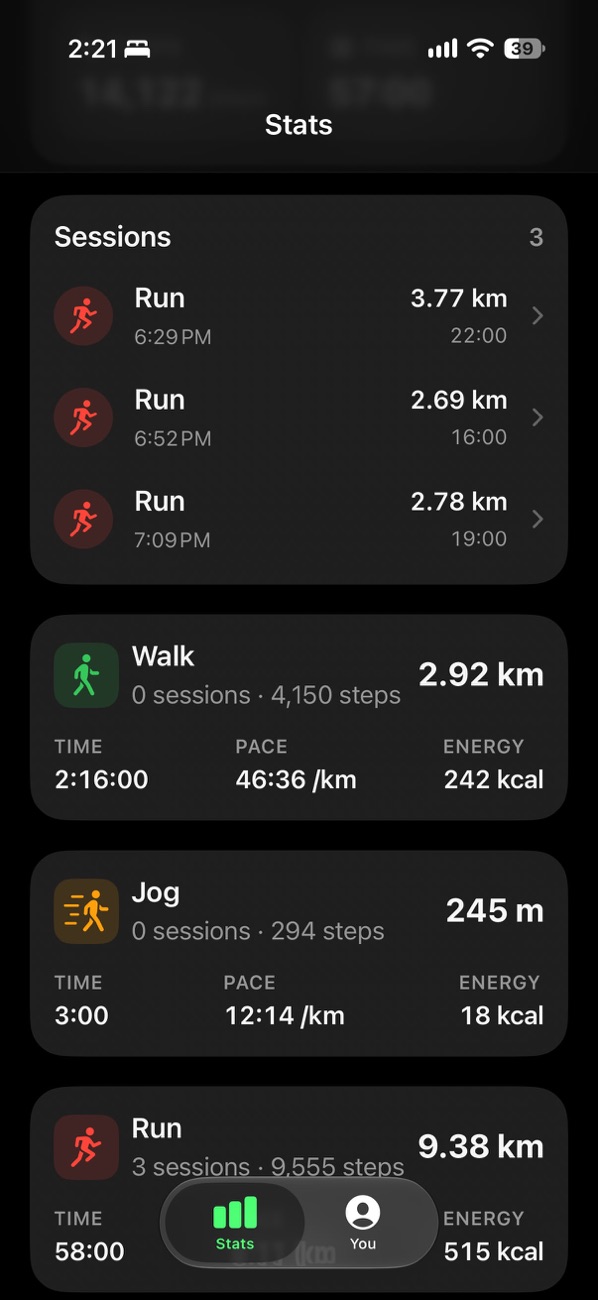 2:21
39
Stats
Sessions 3
Run 3.77 km
6:29 PM 22:00
Run 2.69 km
6:52 PM 16:00
Run 2.78 km
7:09 PM 19:00
Walk 2.92 km
0 sessions · 4,150 steps
TIME PACE ENERGY
2:16:00 46:36 /km 242 kcal
Jog 245 m
0 sessions · 294 steps
TIME PACE ENERGY
3:00 12:14 /km 18 kcal
Run 9.38 km
3 sessions · 9,555 steps
TIME ENERGY
58:00 515 kcal
Stats You